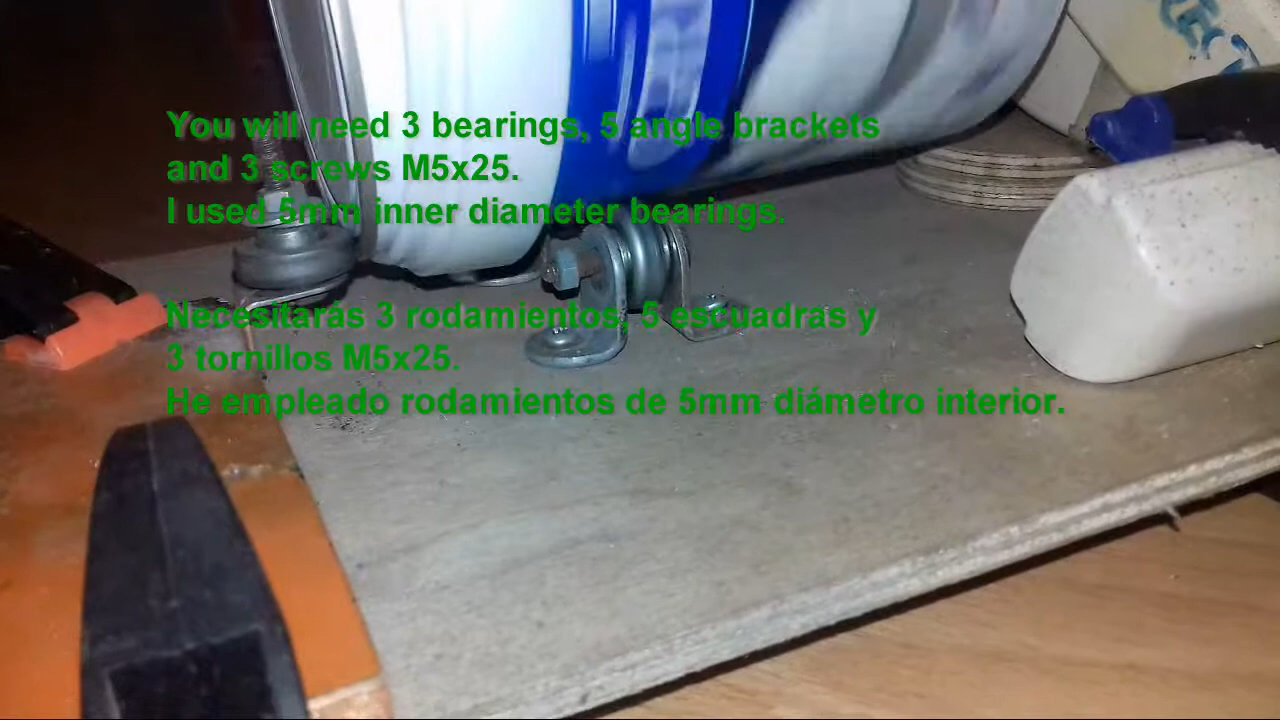 You will need 3 bearings, 5 angle brackets
and 3 screws M5x25.
I used 5mm inner diameter bearings.
Necesitarás 3 rodamientos, 5 escuadras y
3 tornillos M5x25.
He empleado rodamientos de 5mm diámetro interior.